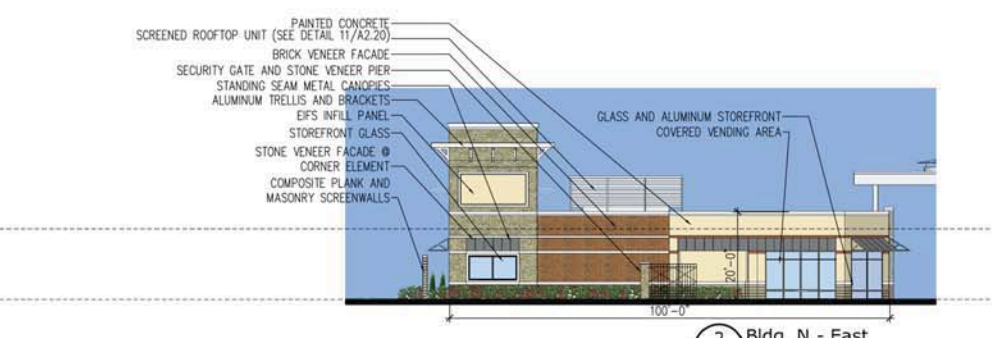 PAINTED CONCRETE
SCREENED ROOFTOP UNIT (SEE DETAIL 11/A2.20)
BRICK VENEER FACADE
SECURITY GATE AND STONE VENEER PIER
STANDING SEAM METAL CANOPIES
ALUMINUM TRELLIS AND BRACKETS
EIFS INFILL PANEL
STOREFRONT GLASS
STONE VENEER FACADE @
CORNER ELEMENT
COMPOSITE PLANK AND
MASONRY SCREENWALLS
GLASS AND ALUMINUM STOREFRONT
COVERED VENDING AREA
20'-0"
100'-0"
2 Bldg. N - East